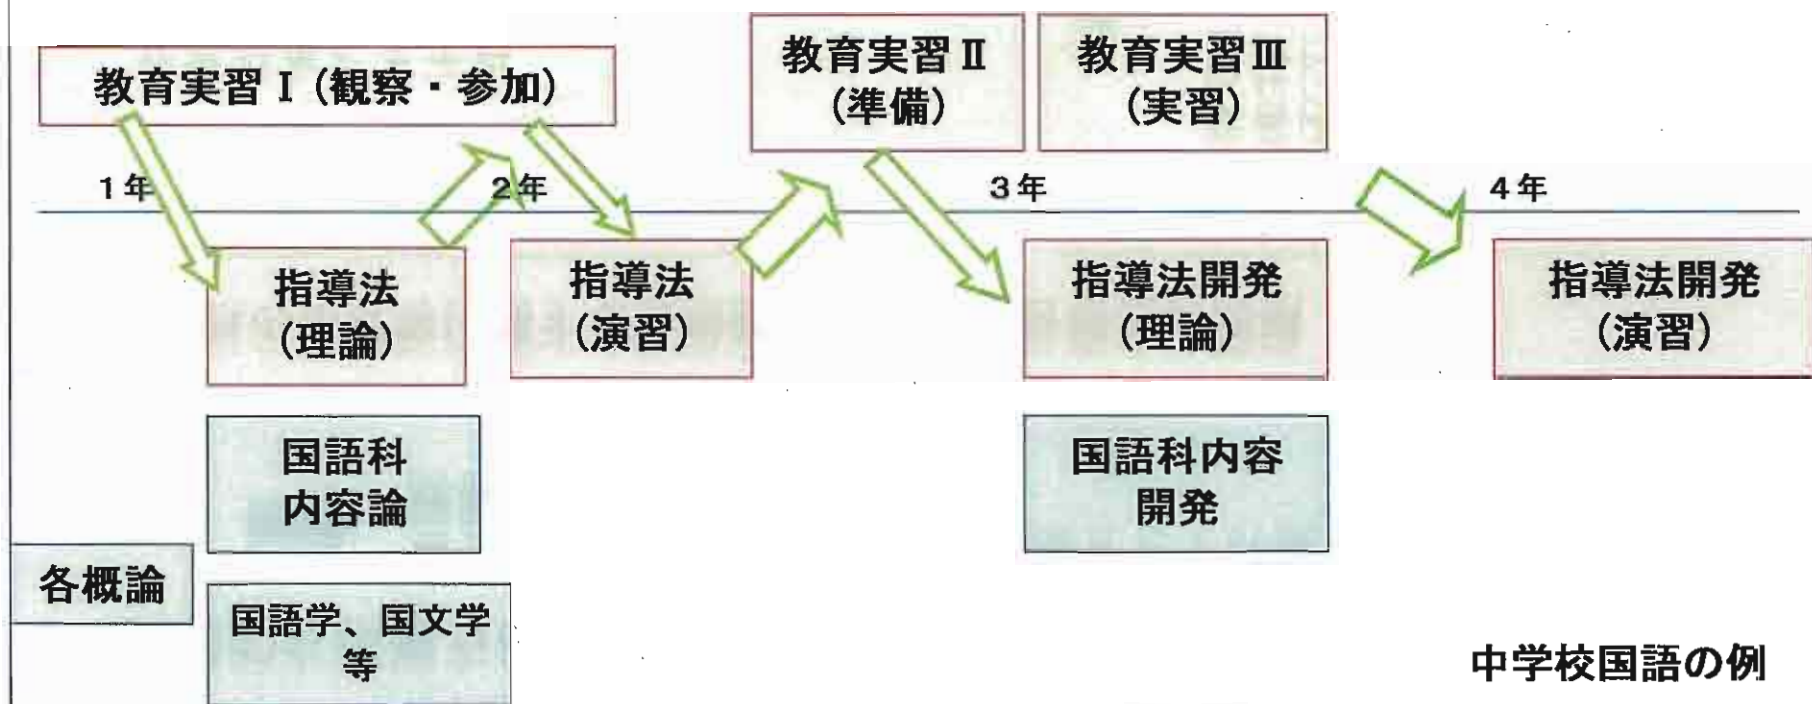 教育実習Ⅰ(観察・参加)
教育実習Ⅱ
(準備)
教育実習Ⅲ
(実習)
1年
2年
3年
4年
指導法
(理論)
指導法
(演習)
指導法開発
(理論)
指導法開発
(演習)
国語科
内容論
国語科内容
開発
各概論
国語学、国文学
等
中学校国語の例